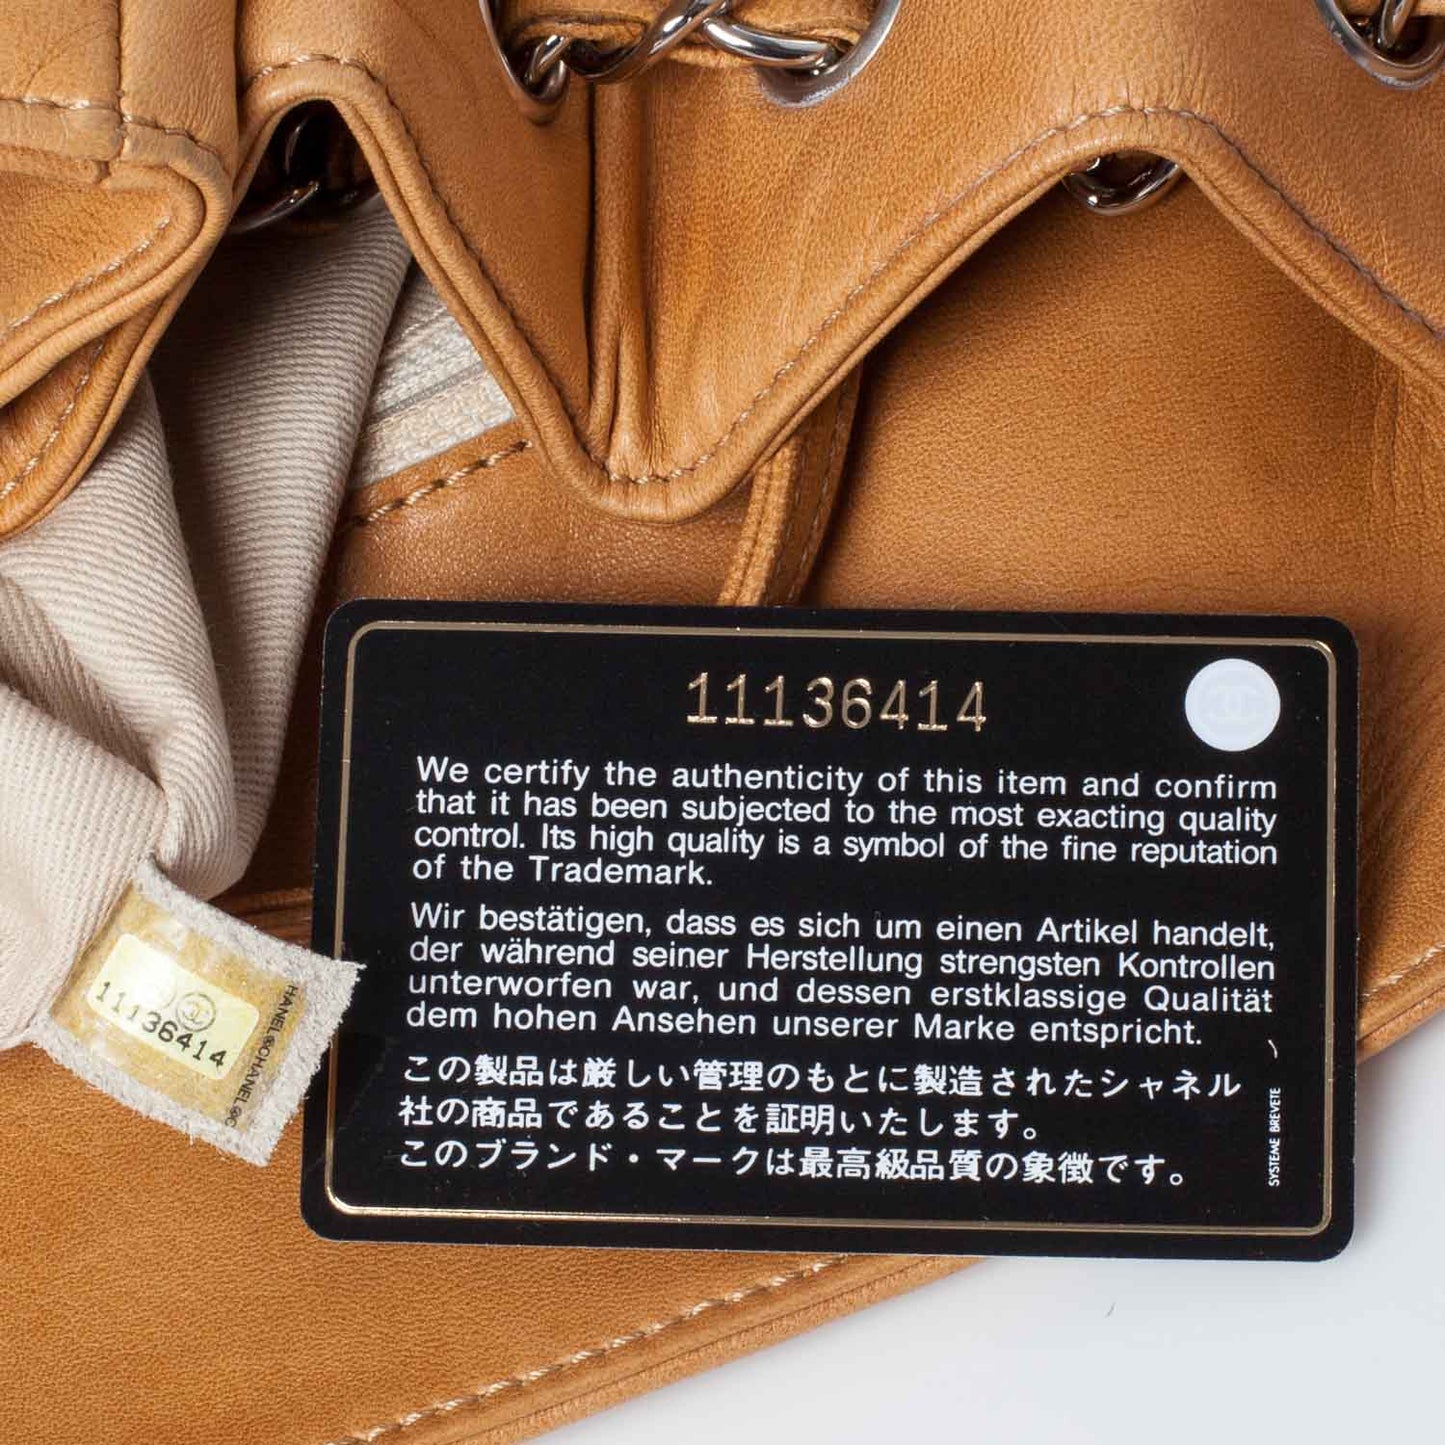 11136414
We certify the authenticity of this item and confirm
that it has been subjected to the most exacting quality
control. Its high quality is a symbol of the fine reputation
of the Trademark.
Wir bestätigen, dass es sich um einen Artikel handelt,
der während seiner Herstellung strengsten Kontrollen
unterworfen war, und dessen erstklassige Qualität
dem hohen Ansehen unserer Marke entspricht.
この製品は厳しい管理のもとに製造されたシャネル
社の商品であることを証明いたします。
このブランド・マークは最高級品質の象徴です。
SYSTEME BREVETE
11136414
HANEL®CHANEL®C